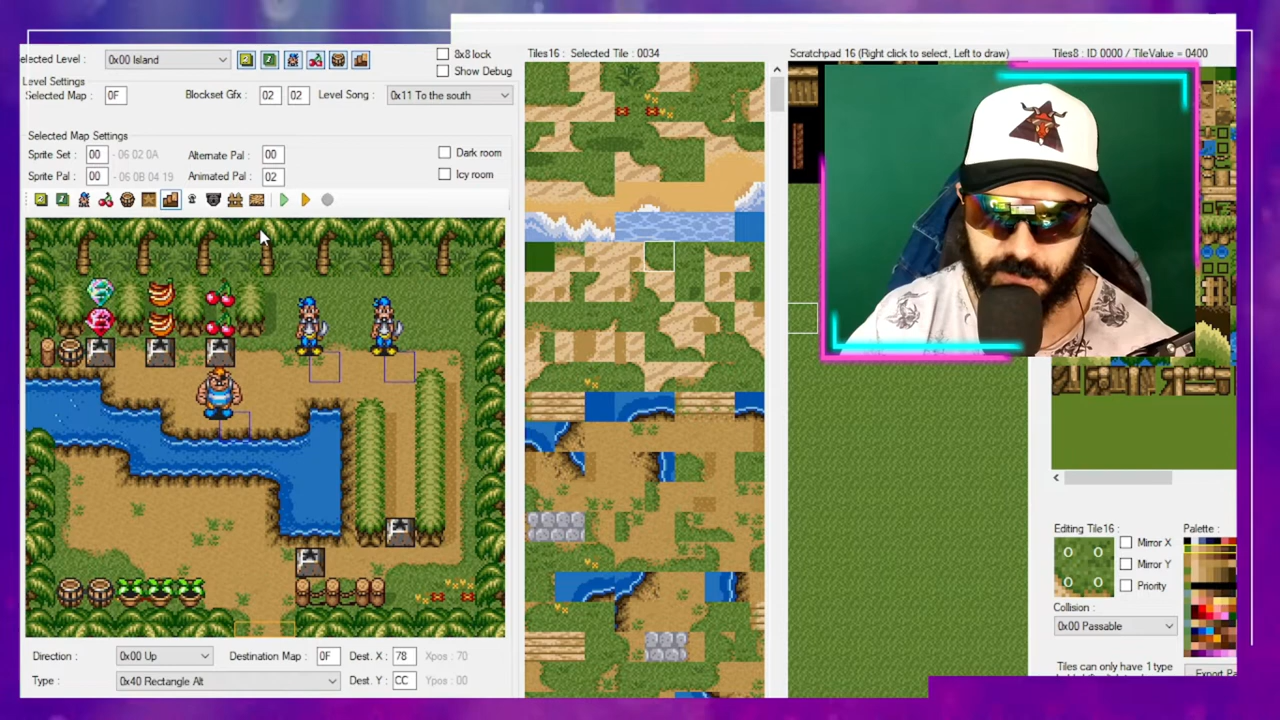 elected Level : 0x00 Island 8x8 lock Tiles16 : Selected Tile : 0034 Scratchpad 16 (Right click to select, Left to draw) Tiles8 : ID 0000 / TileValue = 0400
Level Settings Show Debug
Selected Map : 0F Blockset Gfx : 02 02 Level Song : 0x11 To the south
Selected Map Settings
Sprite Set : 00 - 06 02 0A Alternate Pal : 00 Dark room
Sprite Pal : 00 - 06 0B 04 19 Animated Pal : 02 Icy room
Editing Tile16 : Mirror X Palette :
Mirror Y
Priority
Collision :
0x00 Passable
Direction : 0x00 Up Destination Map : 0F Dest. X : 78 Xpos : 70
Type : 0x40 Rectangle Alt Dest. Y : CC Ypos : 00
Tiles can only have 1 type
Export Pa